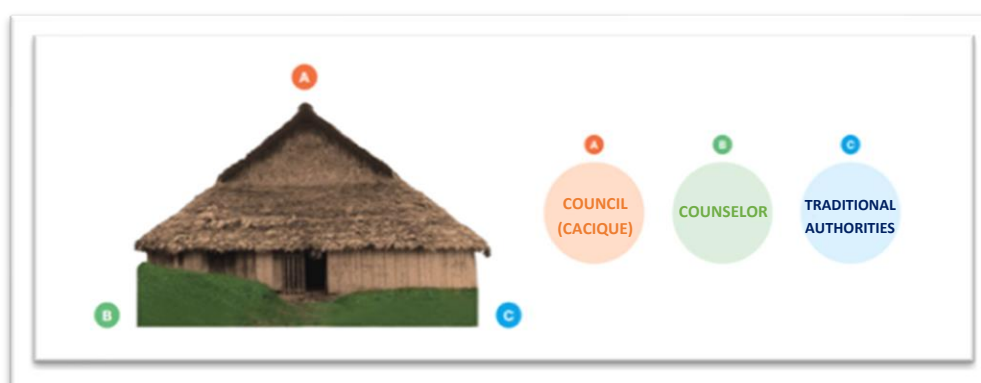 A
A
B
C
COUNCIL
(CACIQUE)
COUNSELOR
TRADITIONAL
AUTHORITIES
B
C